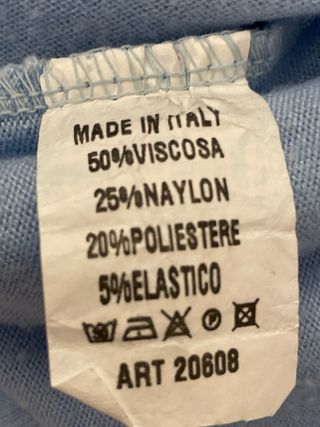 MADE IN ITALY
50%VISCOSA
25%NAYLON
20%POLIESTERE
5%ELASTICO
ART 20608